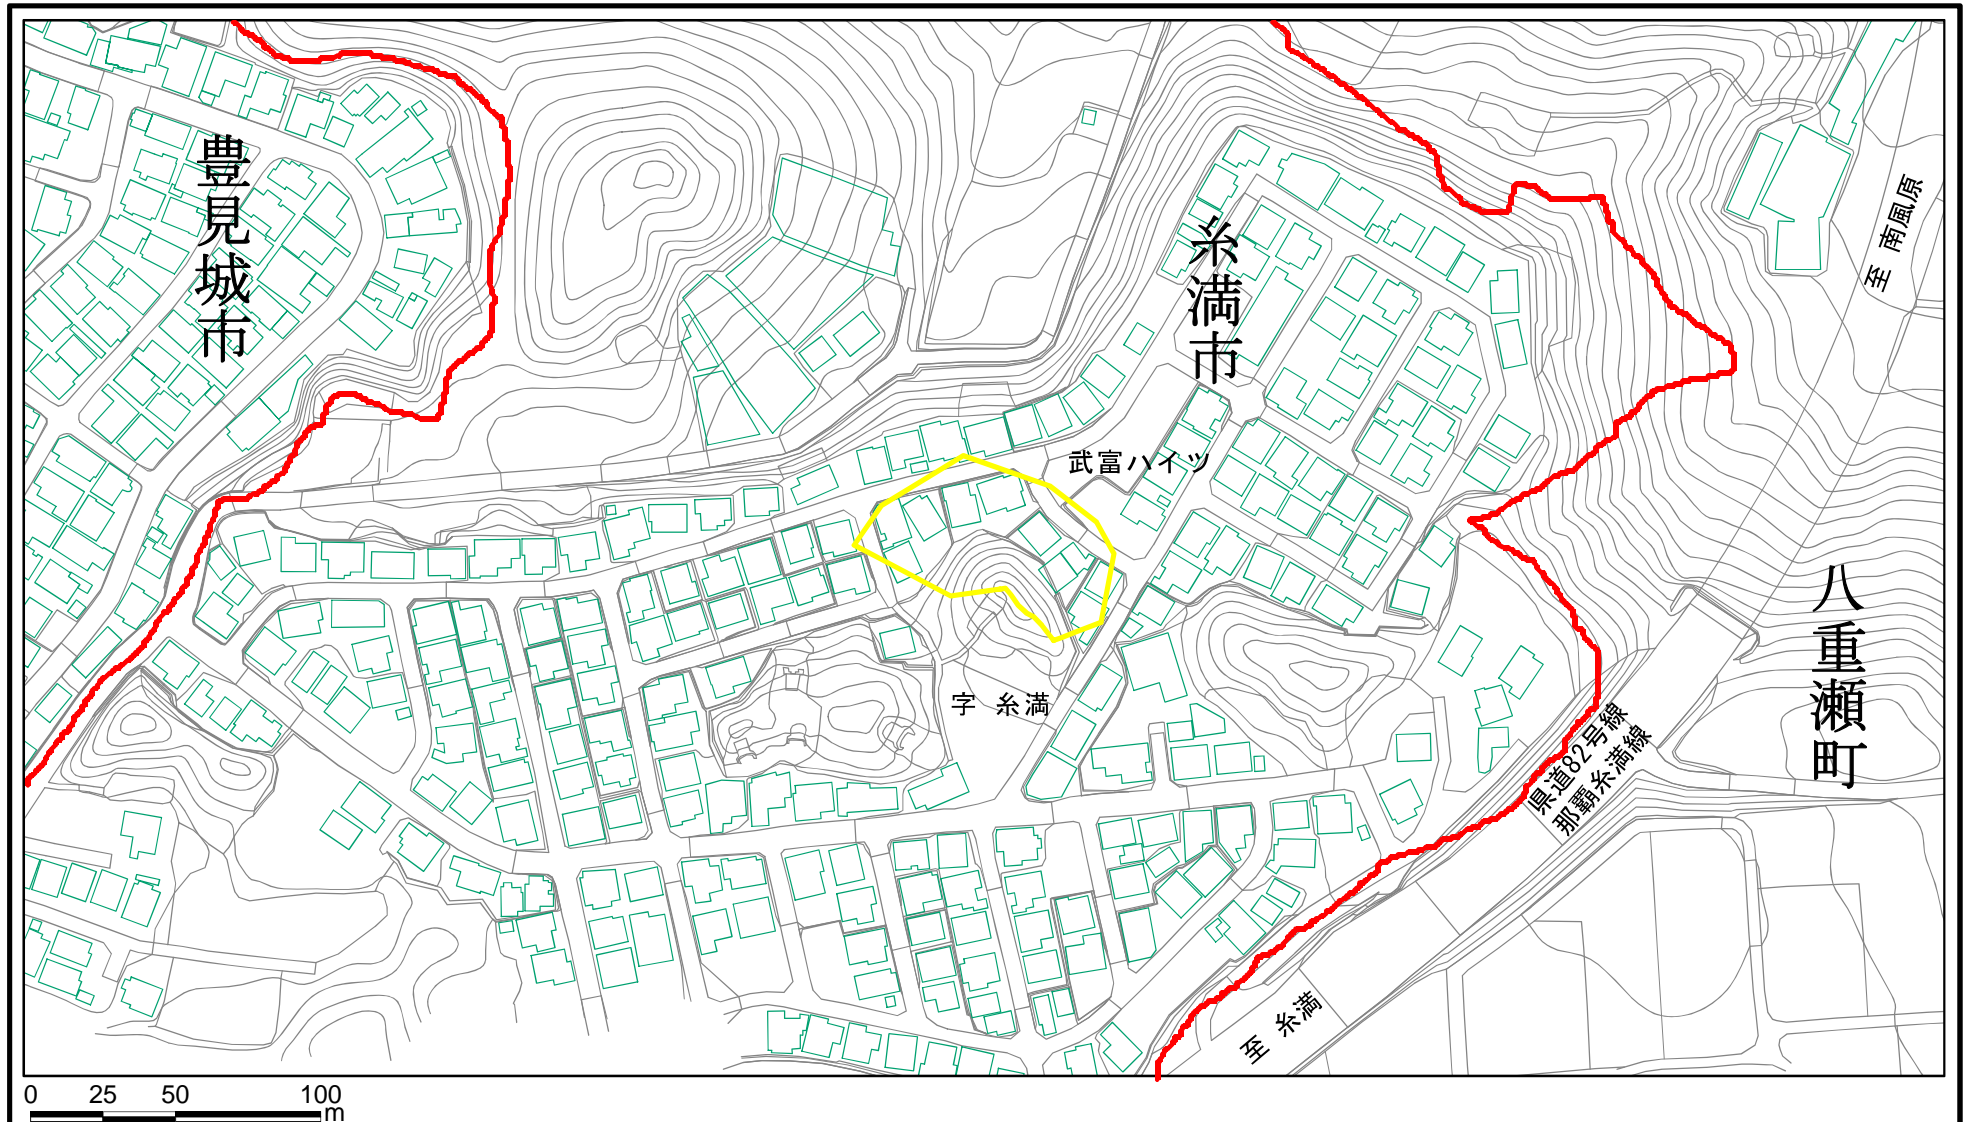 豊見城市
糸満市
至 南風原
武富ハイツ
八重瀬町
字 糸満
県道82号線
那覇糸満線
至 糸満
0 25 50 100
m